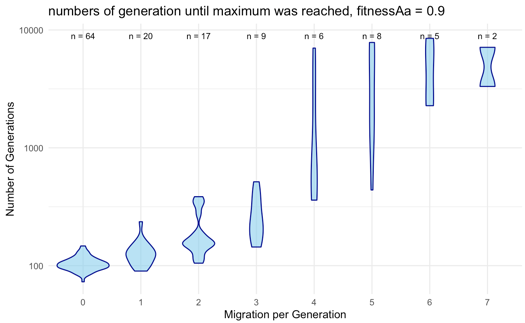 numbers of generation until maximum was reached, fitnessAa = 0.9
10000
n = 64 n = 20 n = 17 n = 9 n = 6 n = 8 n = 5 n = 2
Number of Generations
1000
100
0 1 2 3 4 5 6 7
Migration per Generation